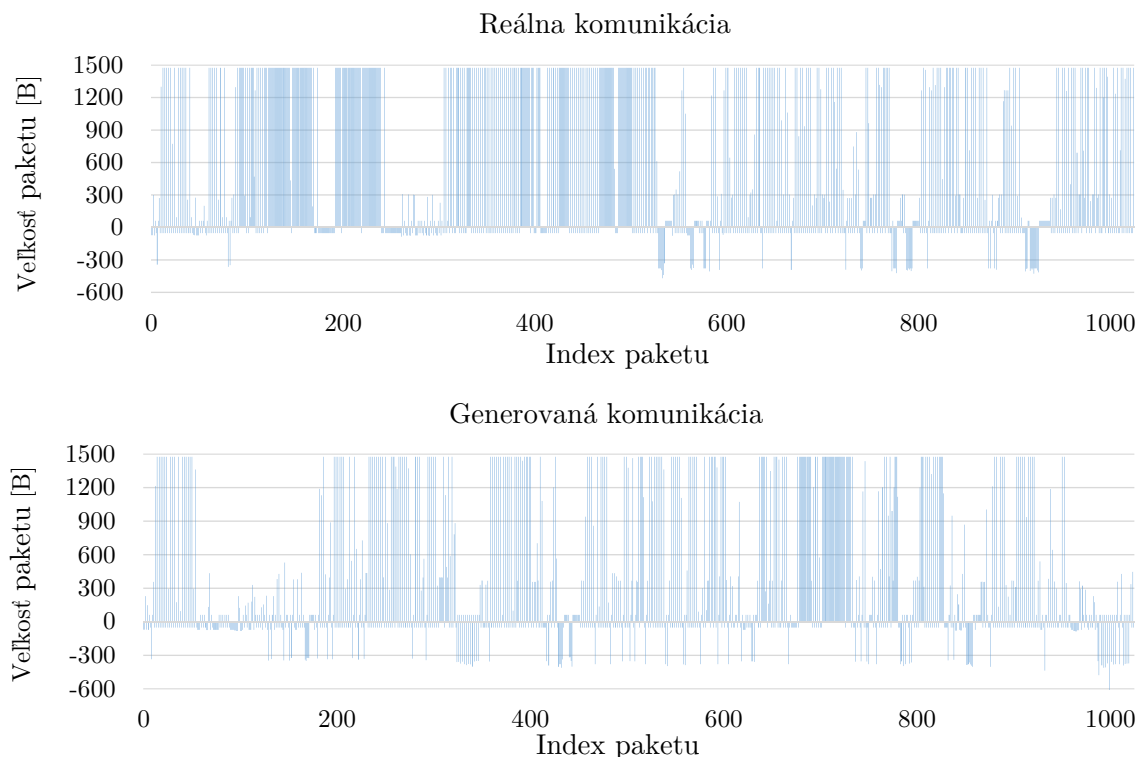 Reálna komunikácia
Veľkosť paketu [B]
1500
1200
900
600
300
0
-300
-600
0 200 400 600 800 1000
Index paketu
Generovaná komunikácia
Veľkosť paketu [B]
1500
1200
900
600
300
0
-300
-600
0 200 400 600 800 1000
Index paketu